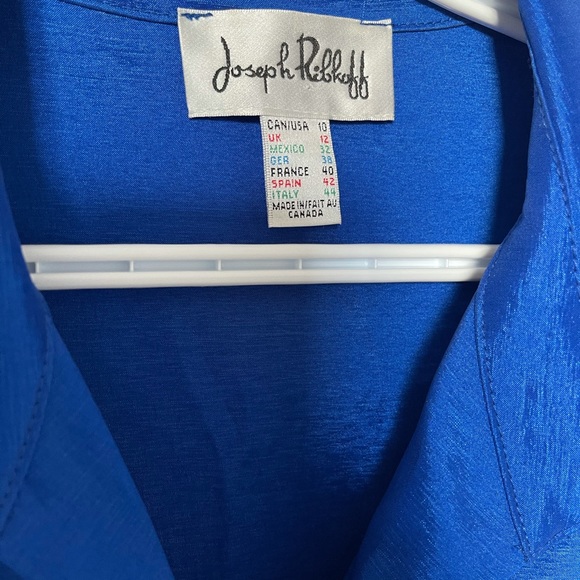 Joseph Ribkoff
CAN/USA 10
UK 12
MEXICO 32
GER 38
FRANCE 40
SPAIN 42
ITALY 44
MADE IN/FAIT AU
CANADA